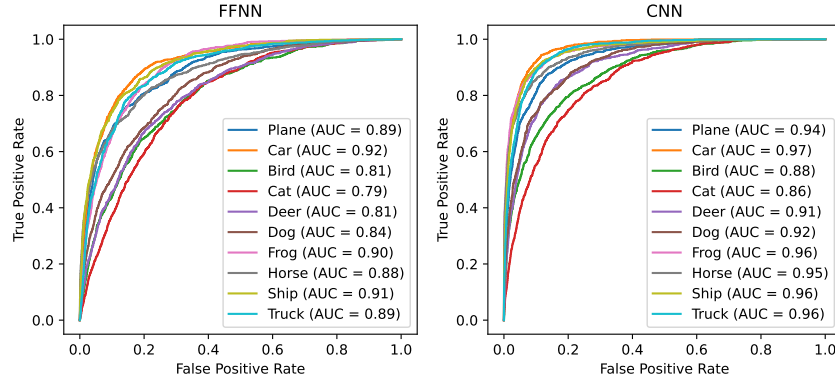 FFNN
True Positive Rate
1.0
0.8
0.6
0.4
0.2
0.0
Plane (AUC = 0.89)
Car (AUC = 0.92)
Bird (AUC = 0.81)
Cat (AUC = 0.79)
Deer (AUC = 0.81)
Dog (AUC = 0.84)
Frog (AUC = 0.90)
Horse (AUC = 0.88)
Ship (AUC = 0.91)
Truck (AUC = 0.89)
0.0 0.2 0.4 0.6 0.8 1.0
False Positive Rate
CNN
True Positive Rate
1.0
0.8
0.6
0.4
0.2
0.0
Plane (AUC = 0.94)
Car (AUC = 0.97)
Bird (AUC = 0.88)
Cat (AUC = 0.86)
Deer (AUC = 0.91)
Dog (AUC = 0.92)
Frog (AUC = 0.96)
Horse (AUC = 0.95)
Ship (AUC = 0.96)
Truck (AUC = 0.96)
0.0 0.2 0.4 0.6 0.8 1.0
False Positive Rate